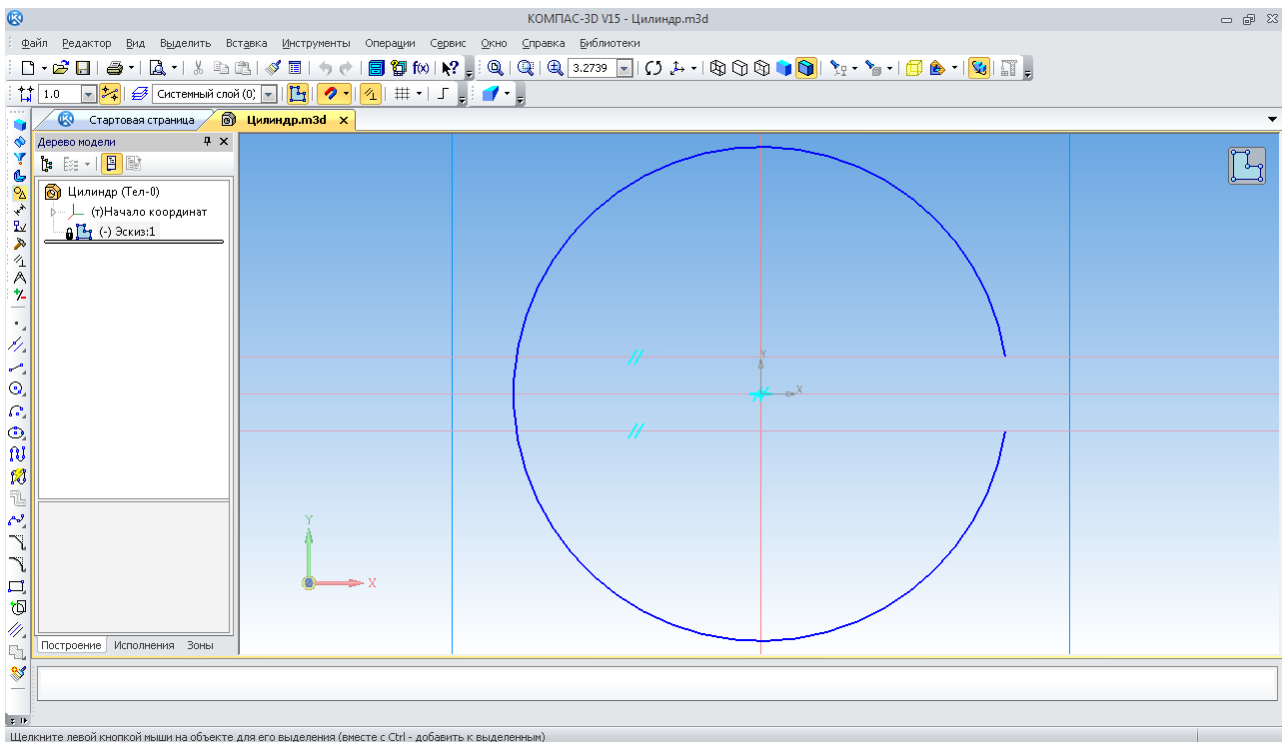 КОМПАС-3D V15 - Цилиндр.m3d
Файл Редактор Вид Выделить Вставка Инструменты Операции Сервис Окно Справка Библиотеки
3.2739
1.0 Системный слой (0)
Стартовая страница Цилиндр.m3d
Дерево модели
Цилиндр (Тел-0)
(т)Начало координат
(-) Эскиз:1
Y
X
Y
X
Построение Исполнения Зоны
Щелкните левой кнопкой мыши на объекте для его выделения (вместе с Ctrl - добавить к выделенным)